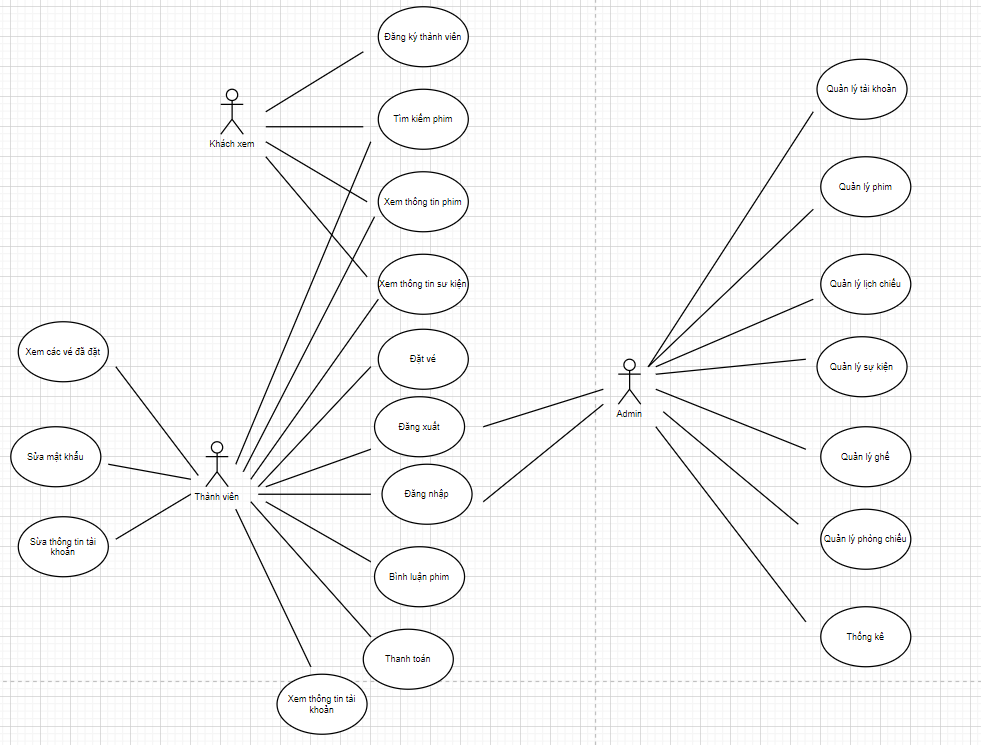 Đăng ký thành viên
Quản lý tài khoản
Khách xem
Tìm kiếm phim
Quản lý phim
Xem thông tin phim
Xem thông tin sự kiện
Quản lý lịch chiếu
Xem các vé đã đặt
Đặt vé
Quản lý sự kiện
Admin
Đăng xuất
Sửa mật khẩu
Quản lý ghế
Thành viên
Đăng nhập
Sửa thông tin tài
khoản
Quản lý phòng chiếu
Bình luận phim
Thống kê
Thanh toán
Xem thông tin tài
khoản